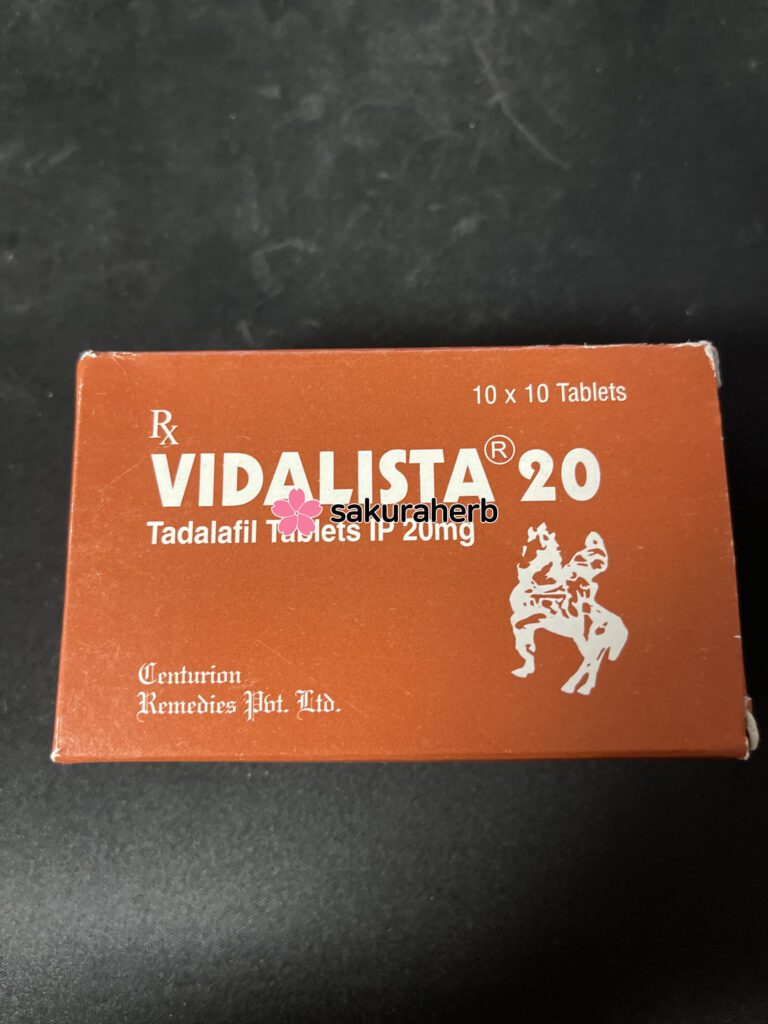 10 x 10 Tablets
Rx
VIDALISTA® 20
sakuraherb
Tadalafil Tablets IP 20mg
Centurion
Remedies Pvt. Ltd.